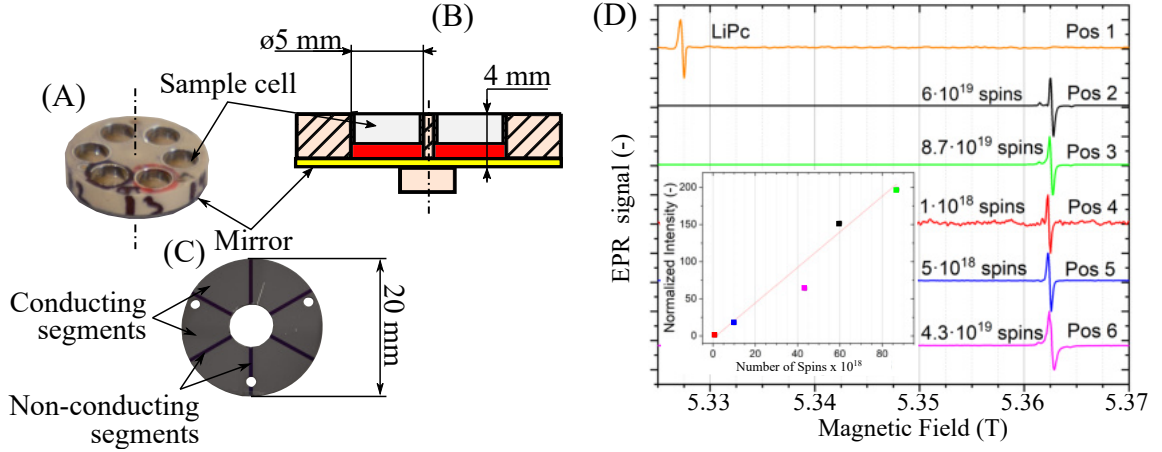 (A)
(B)
(C)
(D)
ø5 mm
4 mm
Sample cell
Mirror
Conducting
segments
Non-conducting
segments
20 mm
EPR signal (-)
LiPc
Pos 1
6·10¹⁹ spins
Pos 2
8.7·10¹⁹ spins
Pos 3
1·10¹⁸ spins
Pos 4
5·10¹⁸ spins
Pos 5
4.3·10¹⁹ spins
Pos 6
Normalized Intensity (-)
200
150
100
50
0
0 20 40 60 80
Number of Spins x 10¹⁸
5.33 5.34 5.35 5.36 5.37
Magnetic Field (T)